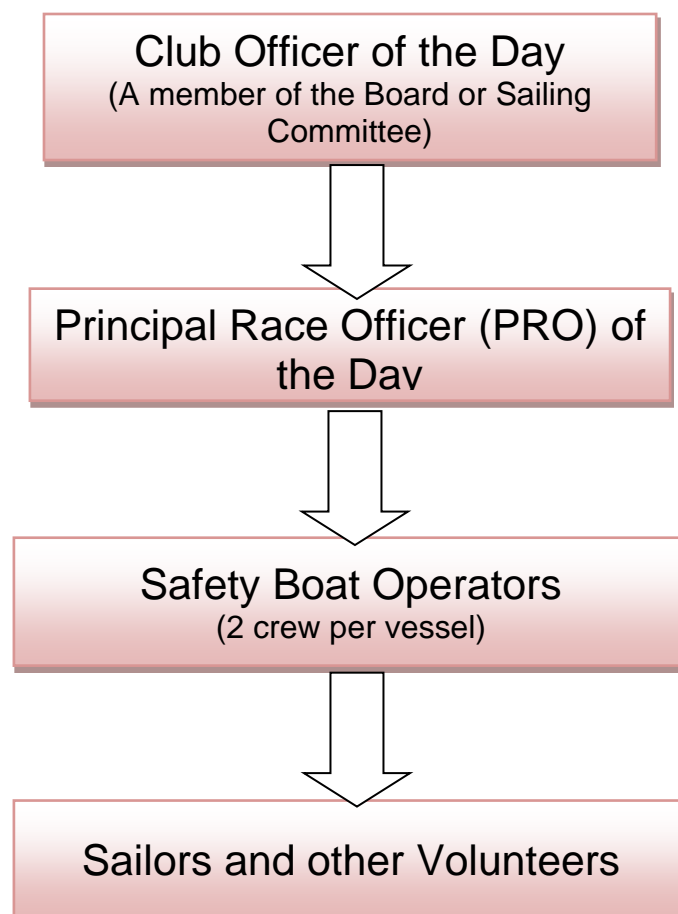 Club Officer of the Day
(A member of the Board or Sailing
Committee)
Principal Race Officer (PRO) of
the Day
Safety Boat Operators
(2 crew per vessel)
Sailors and other Volunteers